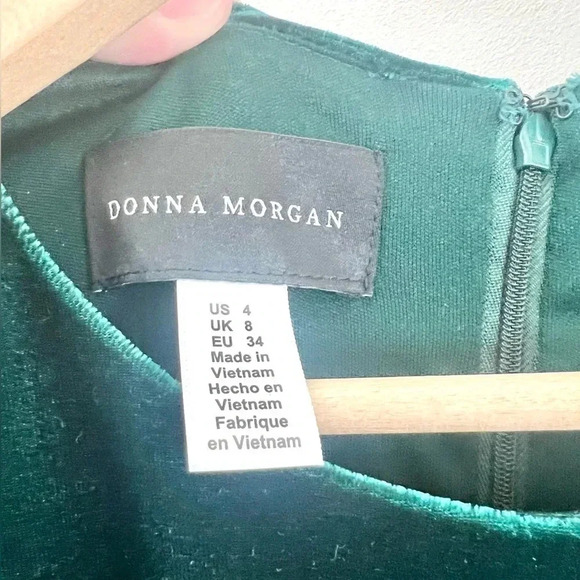 DONNA MORGAN
US 4
UK 8
EU 34
Made in
Vietnam
Hecho en
Vietnam
Fabrique
en Vietnam